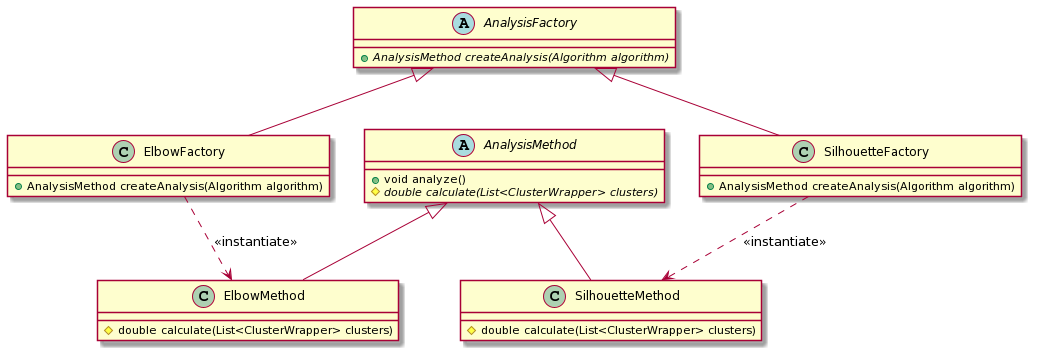 A AnalysisFactory
AnalysisMethod createAnalysis(Algorithm algorithm)
C ElbowFactory
AnalysisMethod createAnalysis(Algorithm algorithm)
A AnalysisMethod
void analyze()
double calculate(List<ClusterWrapper> clusters)
C SilhouetteFactory
AnalysisMethod createAnalysis(Algorithm algorithm)
«instantiate»
«instantiate»
C ElbowMethod
double calculate(List<ClusterWrapper> clusters)
C SilhouetteMethod
double calculate(List<ClusterWrapper> clusters)